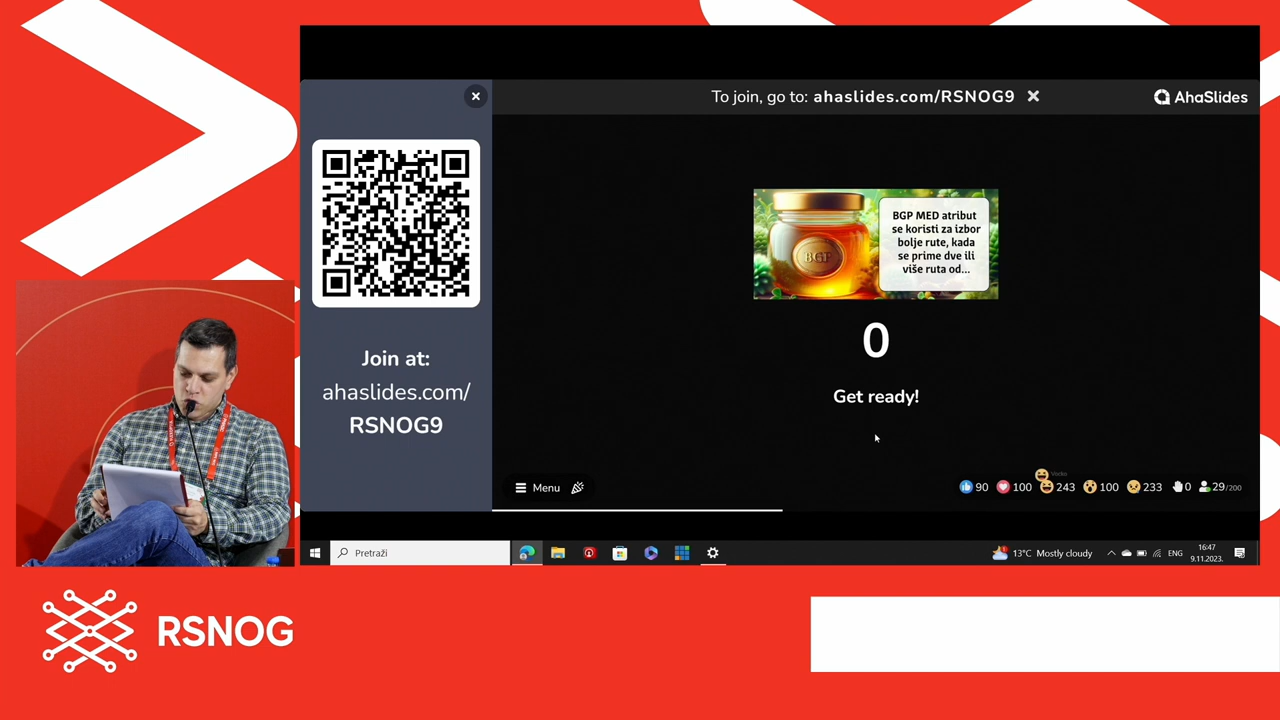 To join, go to: ahaslides.com/RSNOG9
AhaSlides
BGP
BGP MED atribut
se koristi za izbor
bolje rute, kada
se prime dve ili
više ruta od...
0
Get ready!
Join at:
ahaslides.com/
RSNOG9
Menu
90
100
243
100
233
0
29/200
Pretraži
13°C Mostly cloudy
ENG
16:47
9.11.2023.
RSNOG